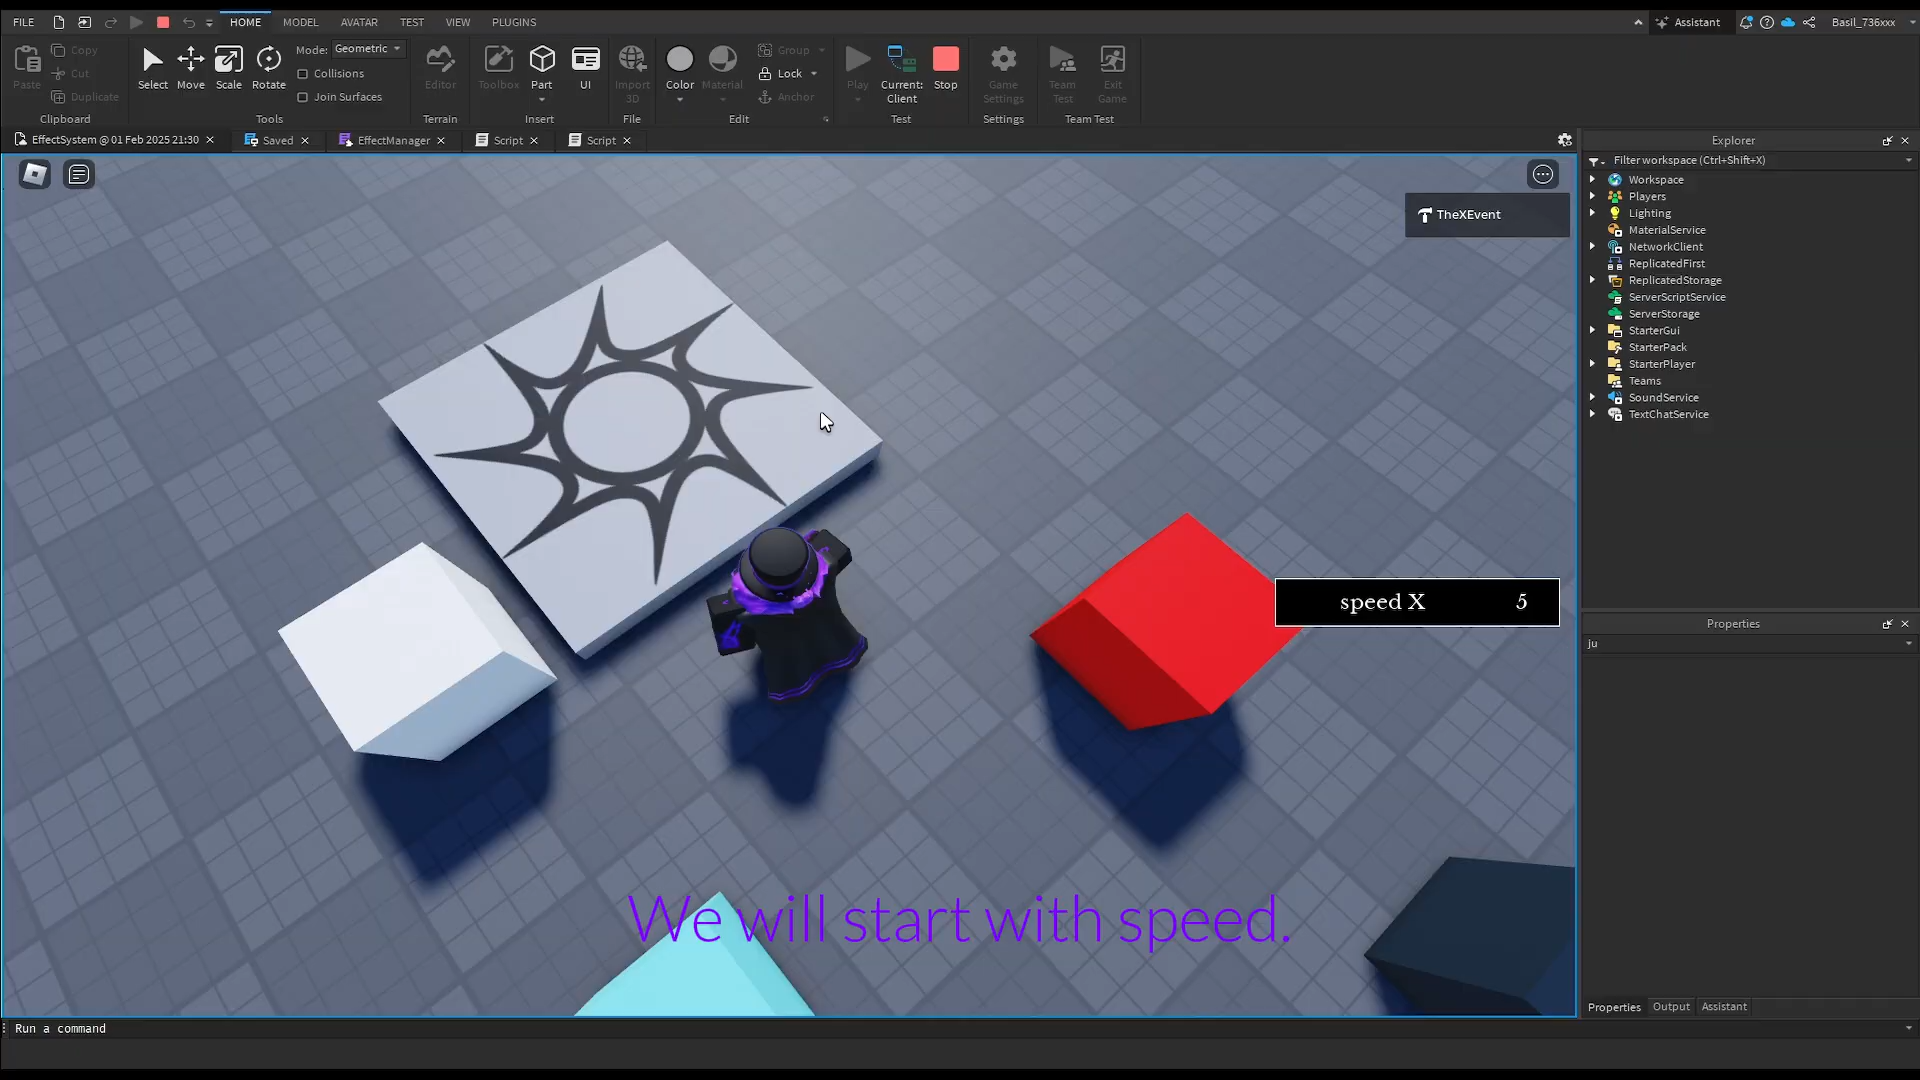 FILE HOME MODEL AVATAR TEST VIEW PLUGINS Assistant Basil_736xxx
Paste Copy Cut Duplicate Clipboard
Select Move Scale Rotate Mode: Geometric Collisions Join Surfaces Tools
Editor Terrain
Toolbox Part UI Insert
Import 3D File
Color Material Group Lock Anchor Edit
Play Current: Client Stop Test
Game Settings Settings
Team Test Exit Game Team Test
EffectSystem @ 01 Feb 2025 21:30 Saved EffectManager Script Script
TheXEvent
speed X 5
We will start with speed.
Explorer
Filter workspace (Ctrl+Shift+X)
Workspace
Players
Lighting
MaterialService
NetworkClient
ReplicatedFirst
ReplicatedStorage
ServerScriptService
ServerStorage
StarterGui
StarterPack
StarterPlayer
Teams
SoundService
TextChatService
Properties
ju
Properties Output Assistant
Run a command